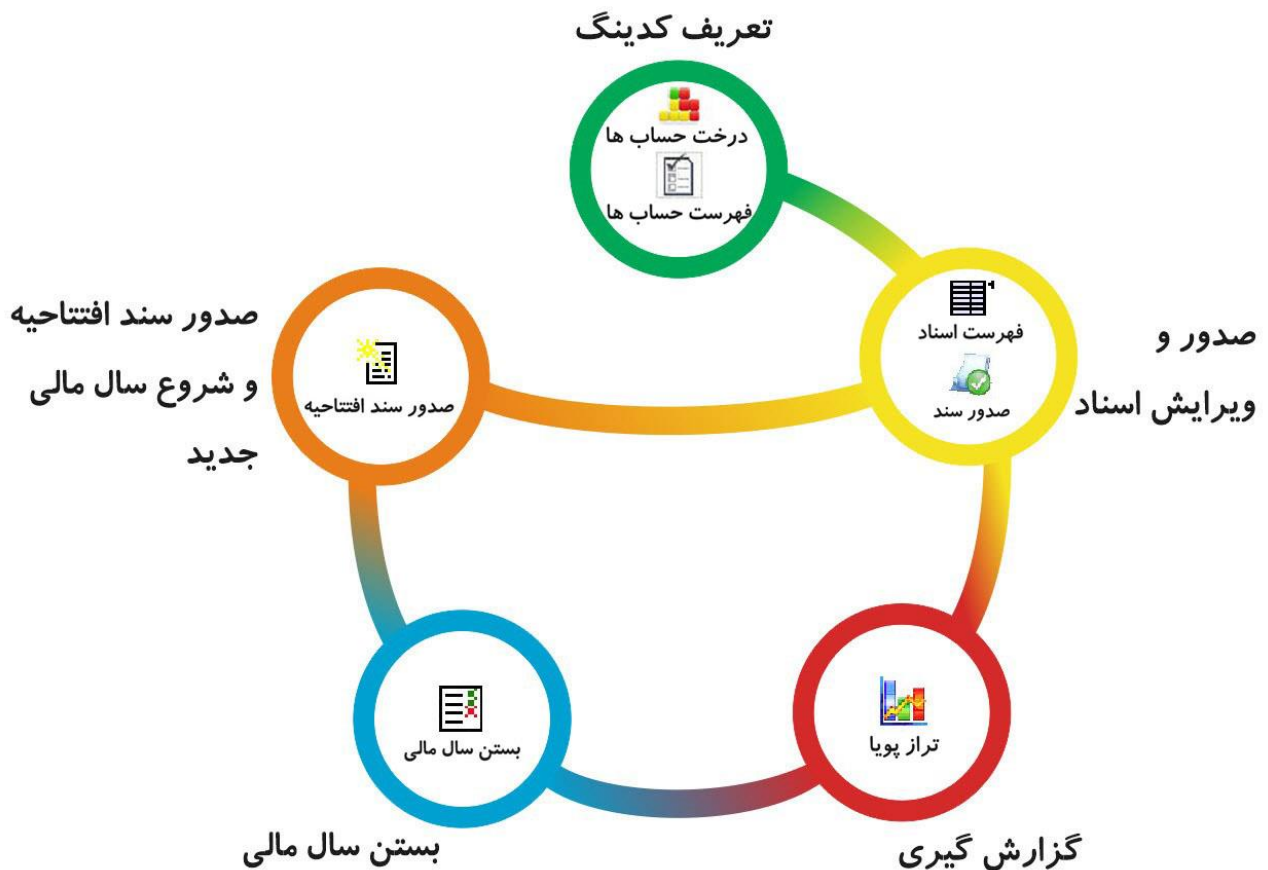 تعریف کدینگ
درخت حساب ها
فهرست حساب ها
صدور و
ویرایش اسناد
فهرست اسناد
صدور سند
صدور سند افتتاحیه
و شروع سال مالی
جدید
صدور سند افتتاحیه
تراز پویا
گزارش گیری
بستن سال مالی
بستن سال مالی